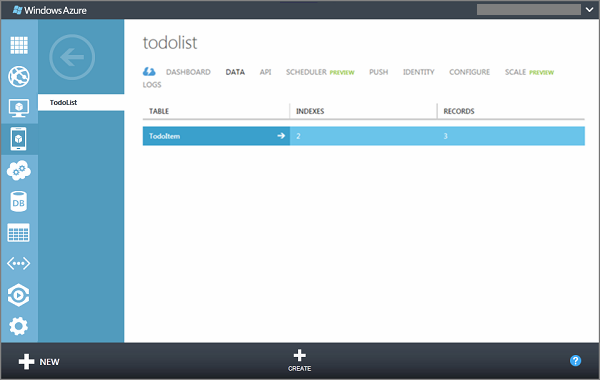 Windows Azure
todolist
DASHBOARD DATA API SCHEDULER PREVIEW PUSH IDENTITY CONFIGURE SCALE PREVIEW
LOGS
TodoList
TABLE INDEXES RECORDS
TodoItem 2 3
DB
NEW
CREATE
?